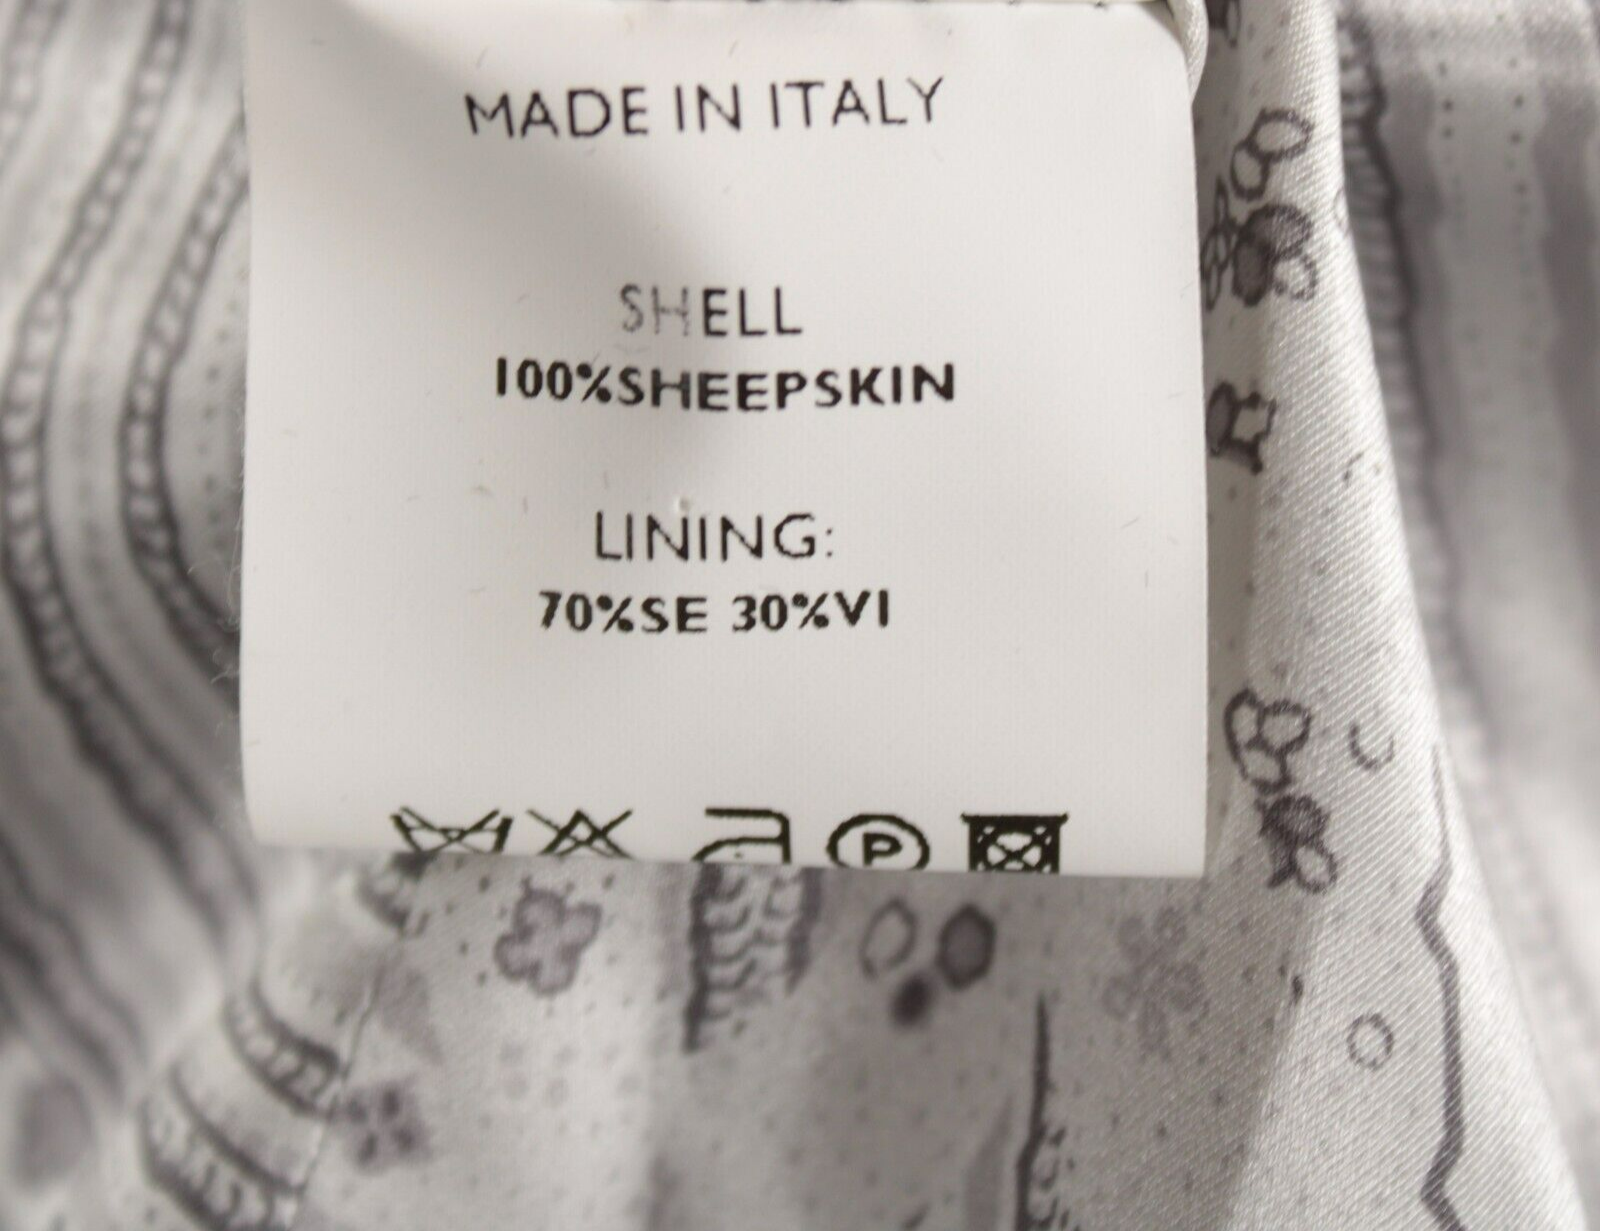 MADE IN ITALY
SHELL
100%SHEEPSKIN
LINING:
70%SE 30%VI
P